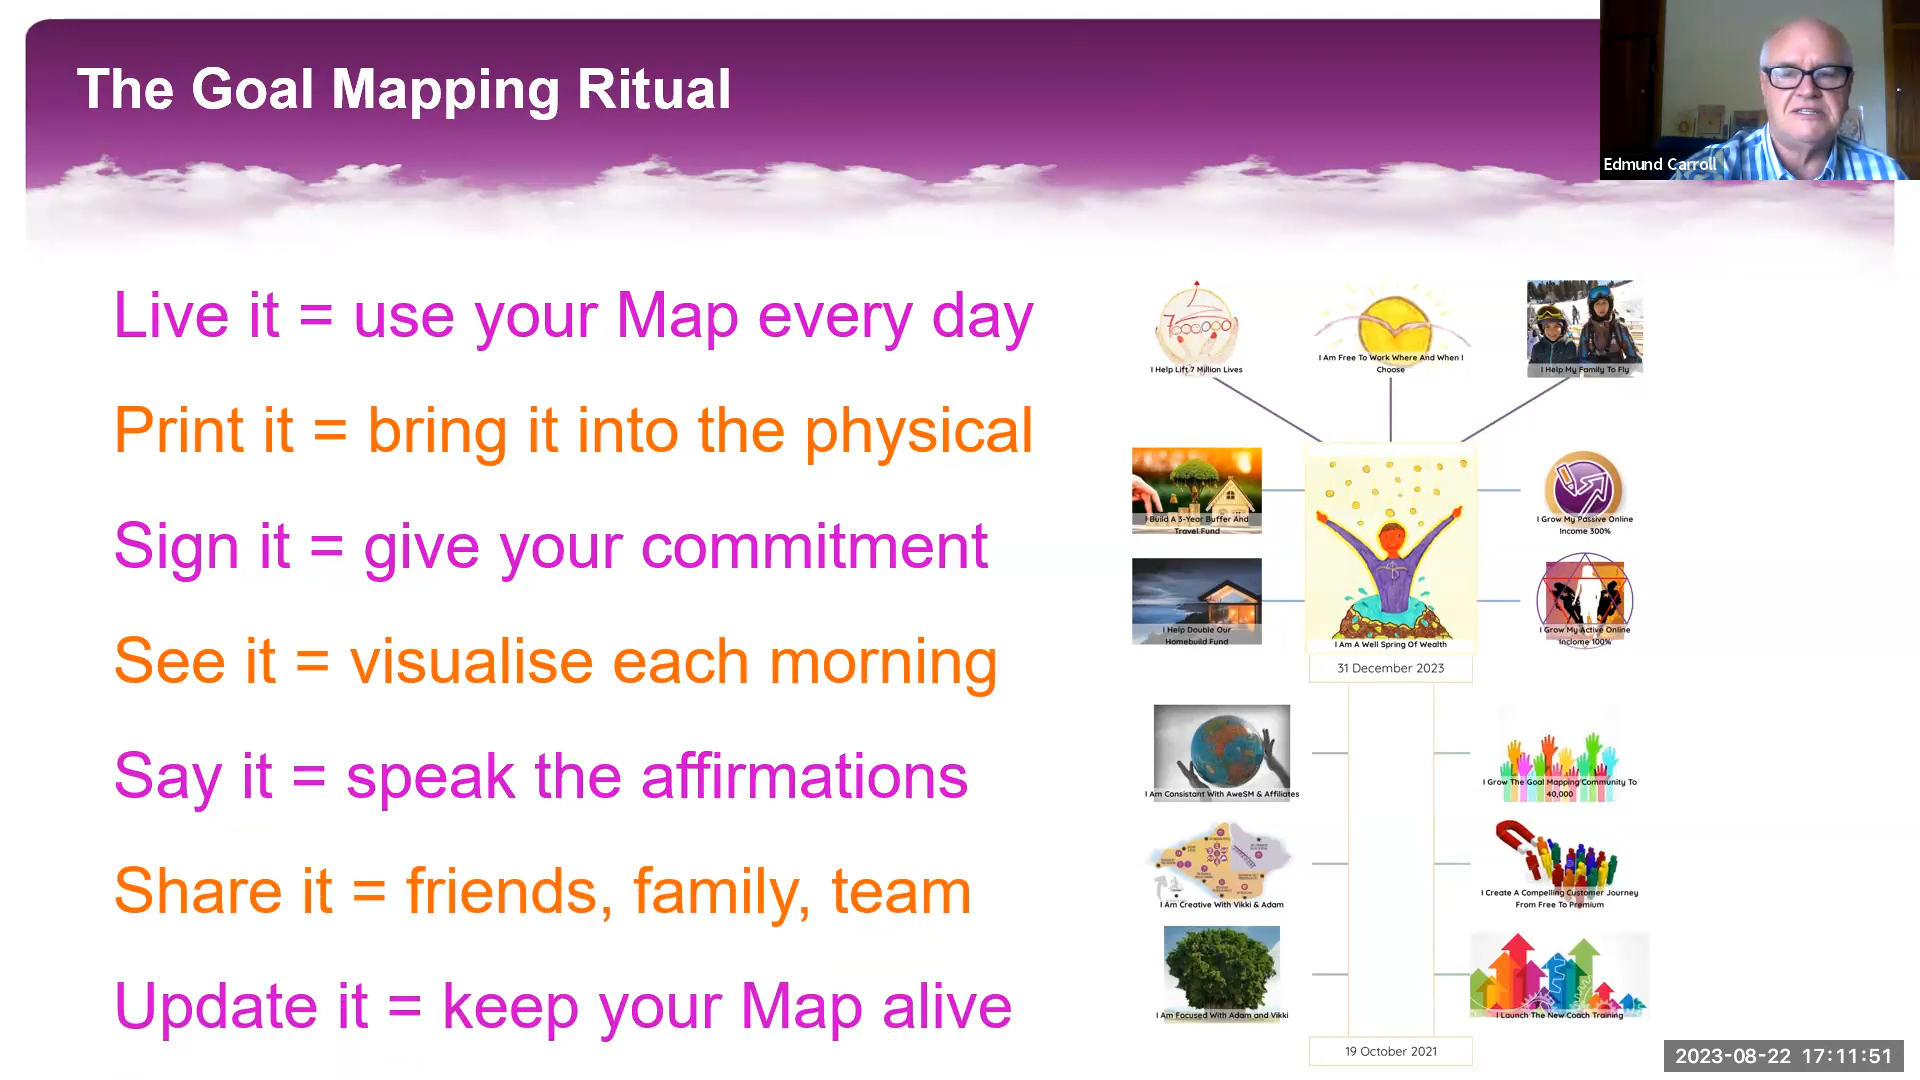 The Goal Mapping Ritual
Edmund Carroll
Live it = use your Map every day
Print it = bring it into the physical
Sign it = give your commitment
See it = visualise each morning
Say it = speak the affirmations
Share it = friends, family, team
Update it = keep your Map alive
7000,000
I Help Lift 7 Million Lives
I Am Free To Work Where And When I
Choose
I Help My Family To Fly
I Build A 3-Year Buffer And
Travel Fund
I Grow My Passive Online
Income 300%
I Help Double Our
Homebuild Fund
I Grow My Active Online
Income 100%
I Am A Well Spring Of Wealth
31 December 2023
I Am Consistant With AweSM & Affiliates
I Grow The Goal Mapping Community To
40,000
I Am Creative With Vikki & Adam
I Create A Compelling Customer Journey
From Free To Premium
I Am Focused With Adam and Vikki
I Launch The New Coach Training
19 October 2021
2023-08-22 17:11:51